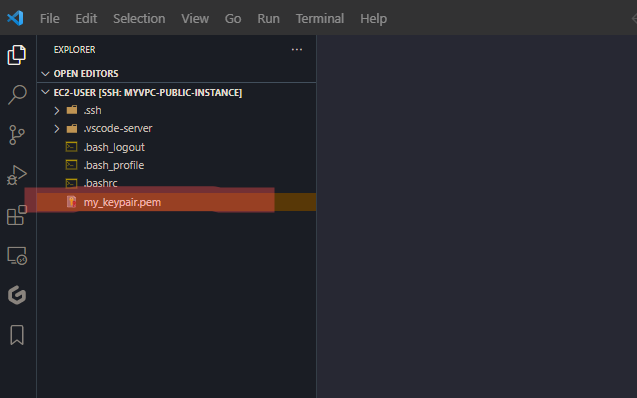 File Edit Selection View Go Run Terminal Help
EXPLORER
OPEN EDITORS
EC2-USER [SSH: MYVPC-PUBLIC-INSTANCE]
.ssh
.vscode-server
.bash_logout
.bash_profile
.bashrc
my_keypair.pem